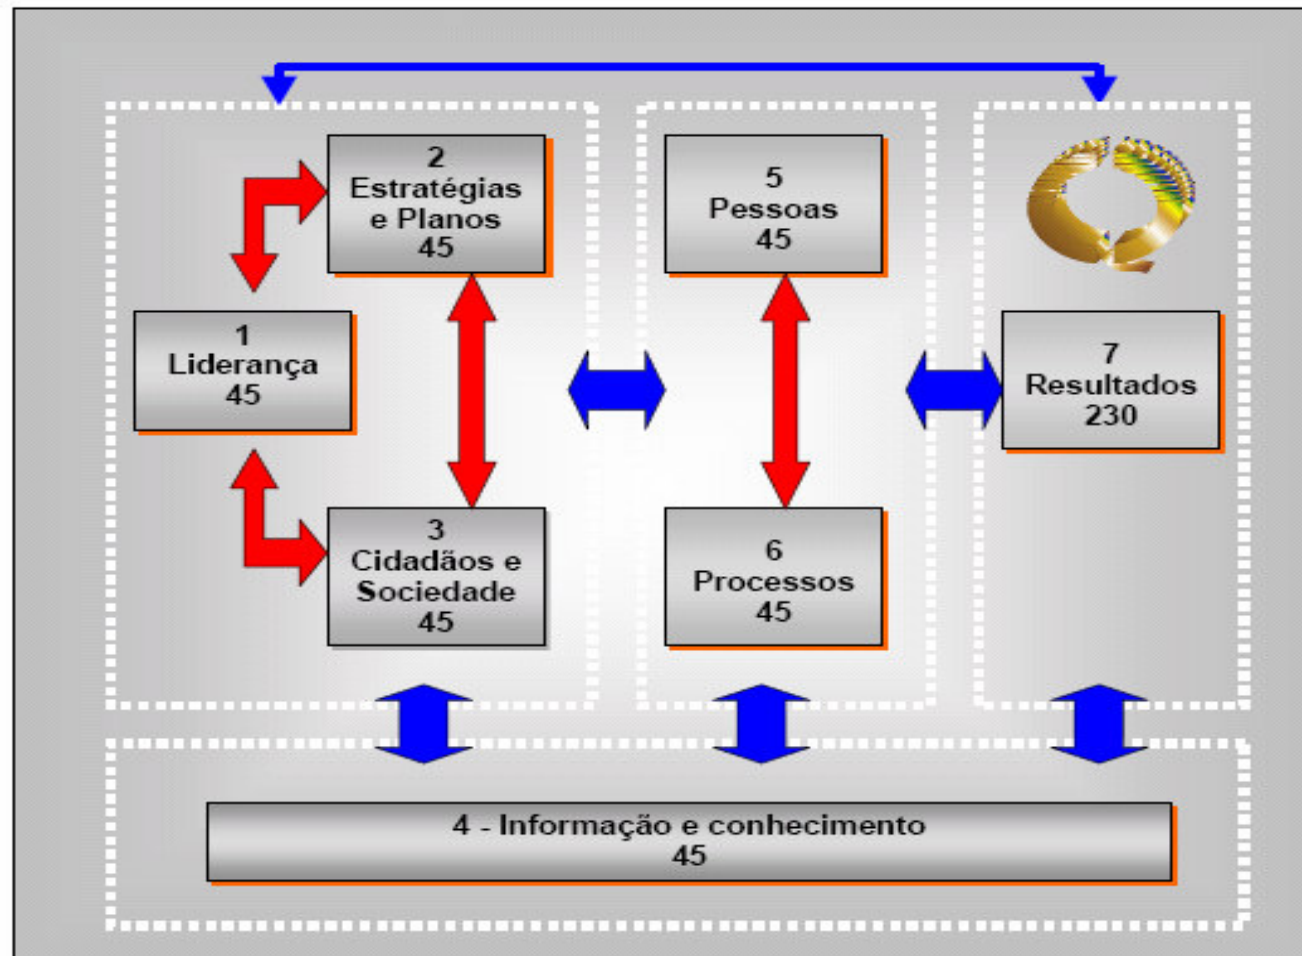 2
Estratégias
e Planos
45
5
Pessoas
45
1
Liderança
45
7
Resultados
230
3
Cidadãos e
Sociedade
45
6
Processos
45
4 - Informação e conhecimento
45